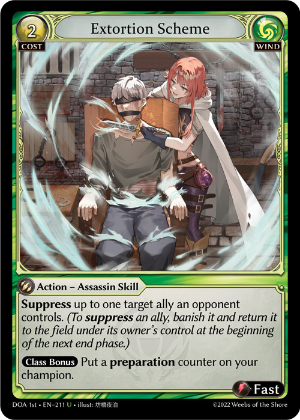 2
Extortion Scheme
COST
WIND
Action – Assassin Skill
Suppress up to one target ally an opponent
controls. (To suppress an ally, banish it and return it
to the field under its owner's control at the beginning
of the next end phase.)
Class Bonus Put a preparation counter on your
champion.
Fast
DOA 1st • EN-211 U • illust:
©2022 Weebs of the Shore